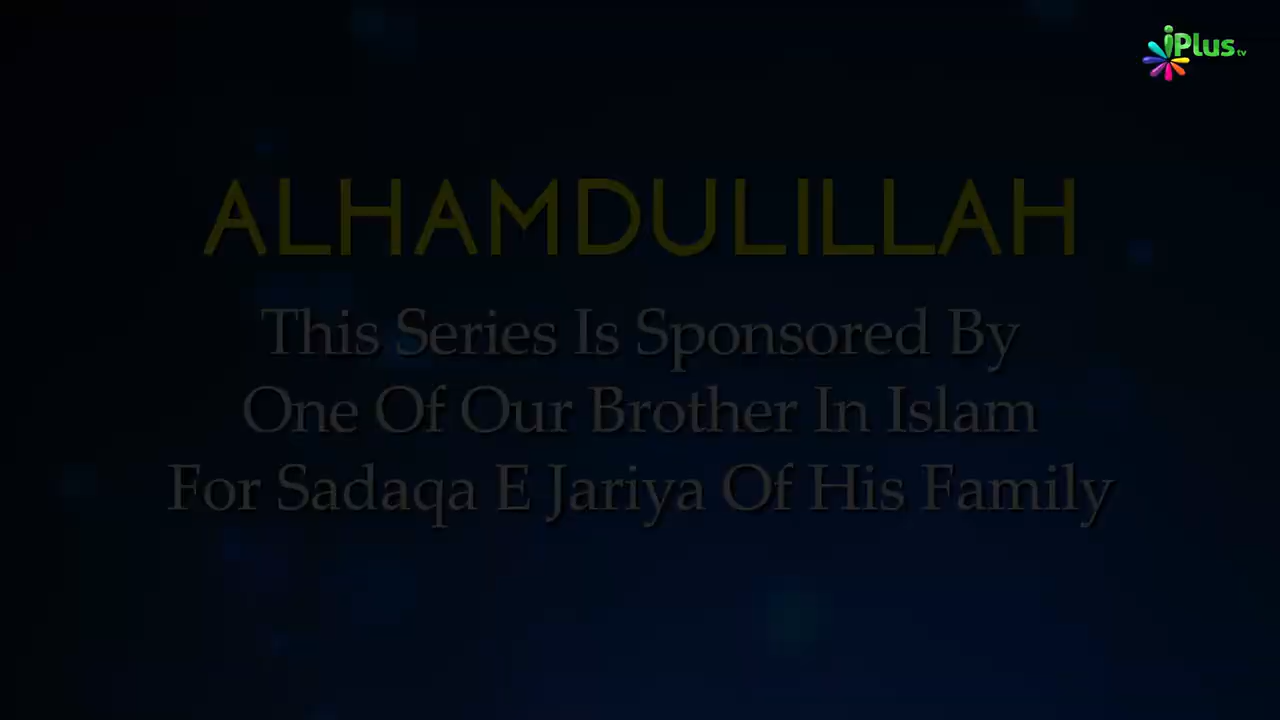 iPlus tv
ALHAMDULILLAH
This Series Is Sponsored By
One Of Our Brother In Islam
For Sadaqa E Jariya Of His Family